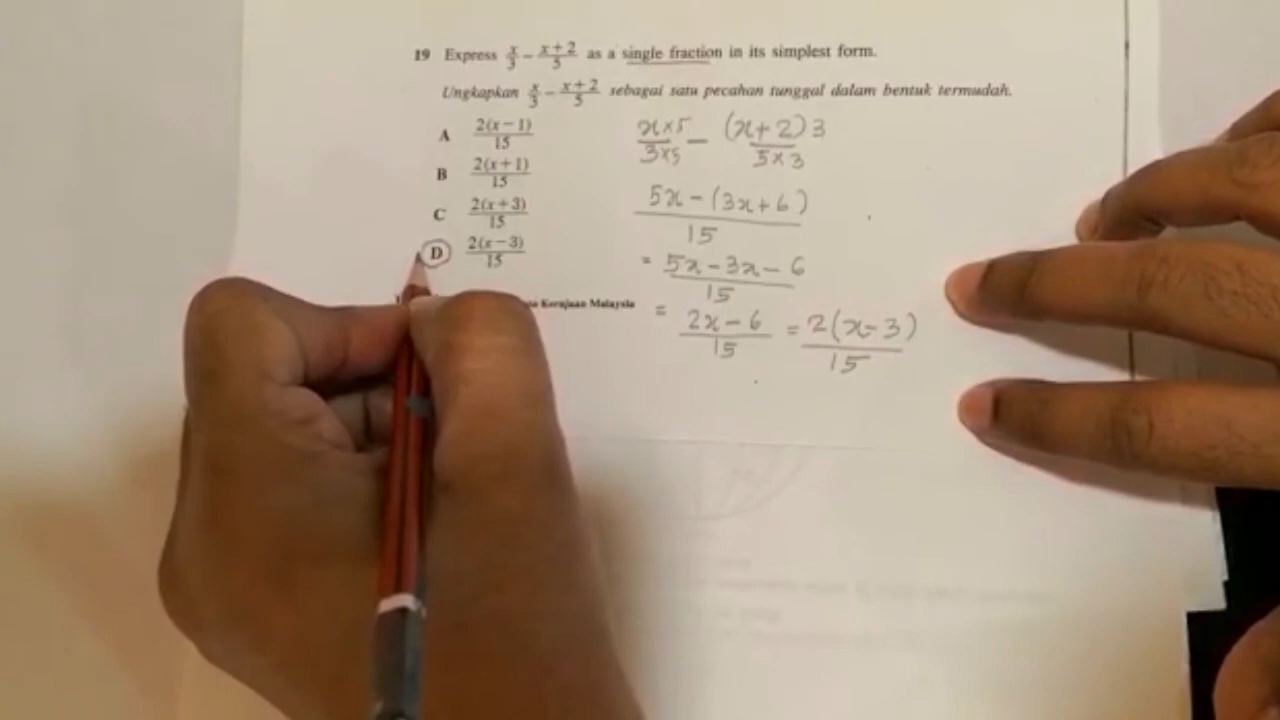 19 Express x/3 − x+2/5 as a single fraction in its simplest form.
Ungkapkan x/3 − x+2/5 sebagai satu pecahan tunggal dalam bentuk termudah.
A 2(x−1)/15
B 2(x+1)/15
C 2(x+3)/15
D 2(x−3)/15
Kerajaan Malaysia
x×5/3×5 − (x+2)3/5×3
5x−(3x+6)/15
= 5x−3x−6/15
= 2x−6/15 = 2(x−3)/15